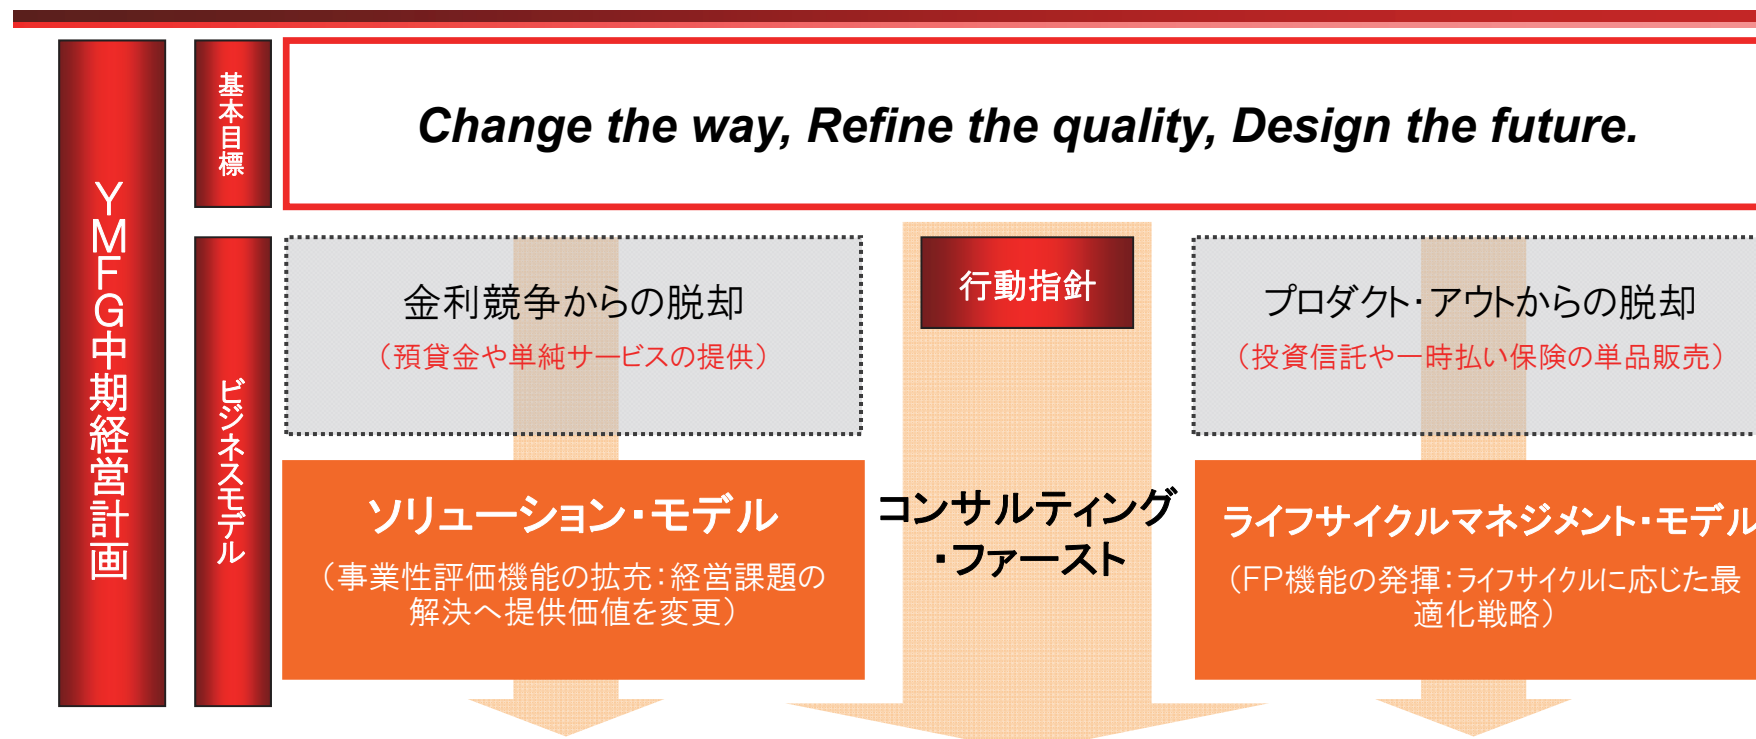 YMFG中期経営計画
基本目標
Change the way, Refine the quality, Design the future.
ビジネスモデル
金利競争からの脱却
（預貸金や単純サービスの提供）
行動指針
プロダクト・アウトからの脱却
（投資信託や一時払い保険の単品販売）
ソリューション・モデル
（事業性評価機能の拡充：経営課題の
解決へ提供価値を変更）
コンサルティング
・ファースト
ライフサイクルマネジメント・モデル
（FP機能の発揮：ライフサイクルに応じた最
適化戦略）